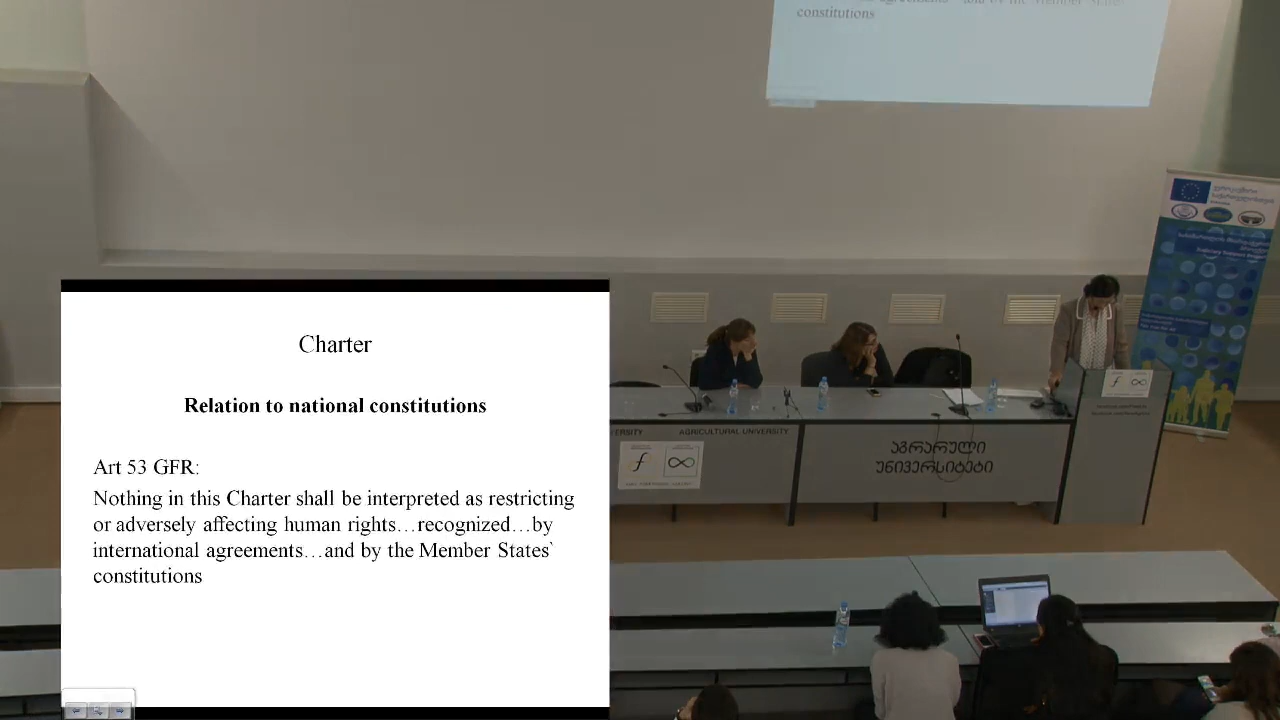 constitutions
Charter
Relation to national constitutions
Art 53 GFR:
Nothing in this Charter shall be interpreted as restricting
or adversely affecting human rights…recognized…by
international agreements…and by the Member States`
constitutions
AGRICULTURAL UNIVERSITY
აგრარული
უნივერსიტეტი